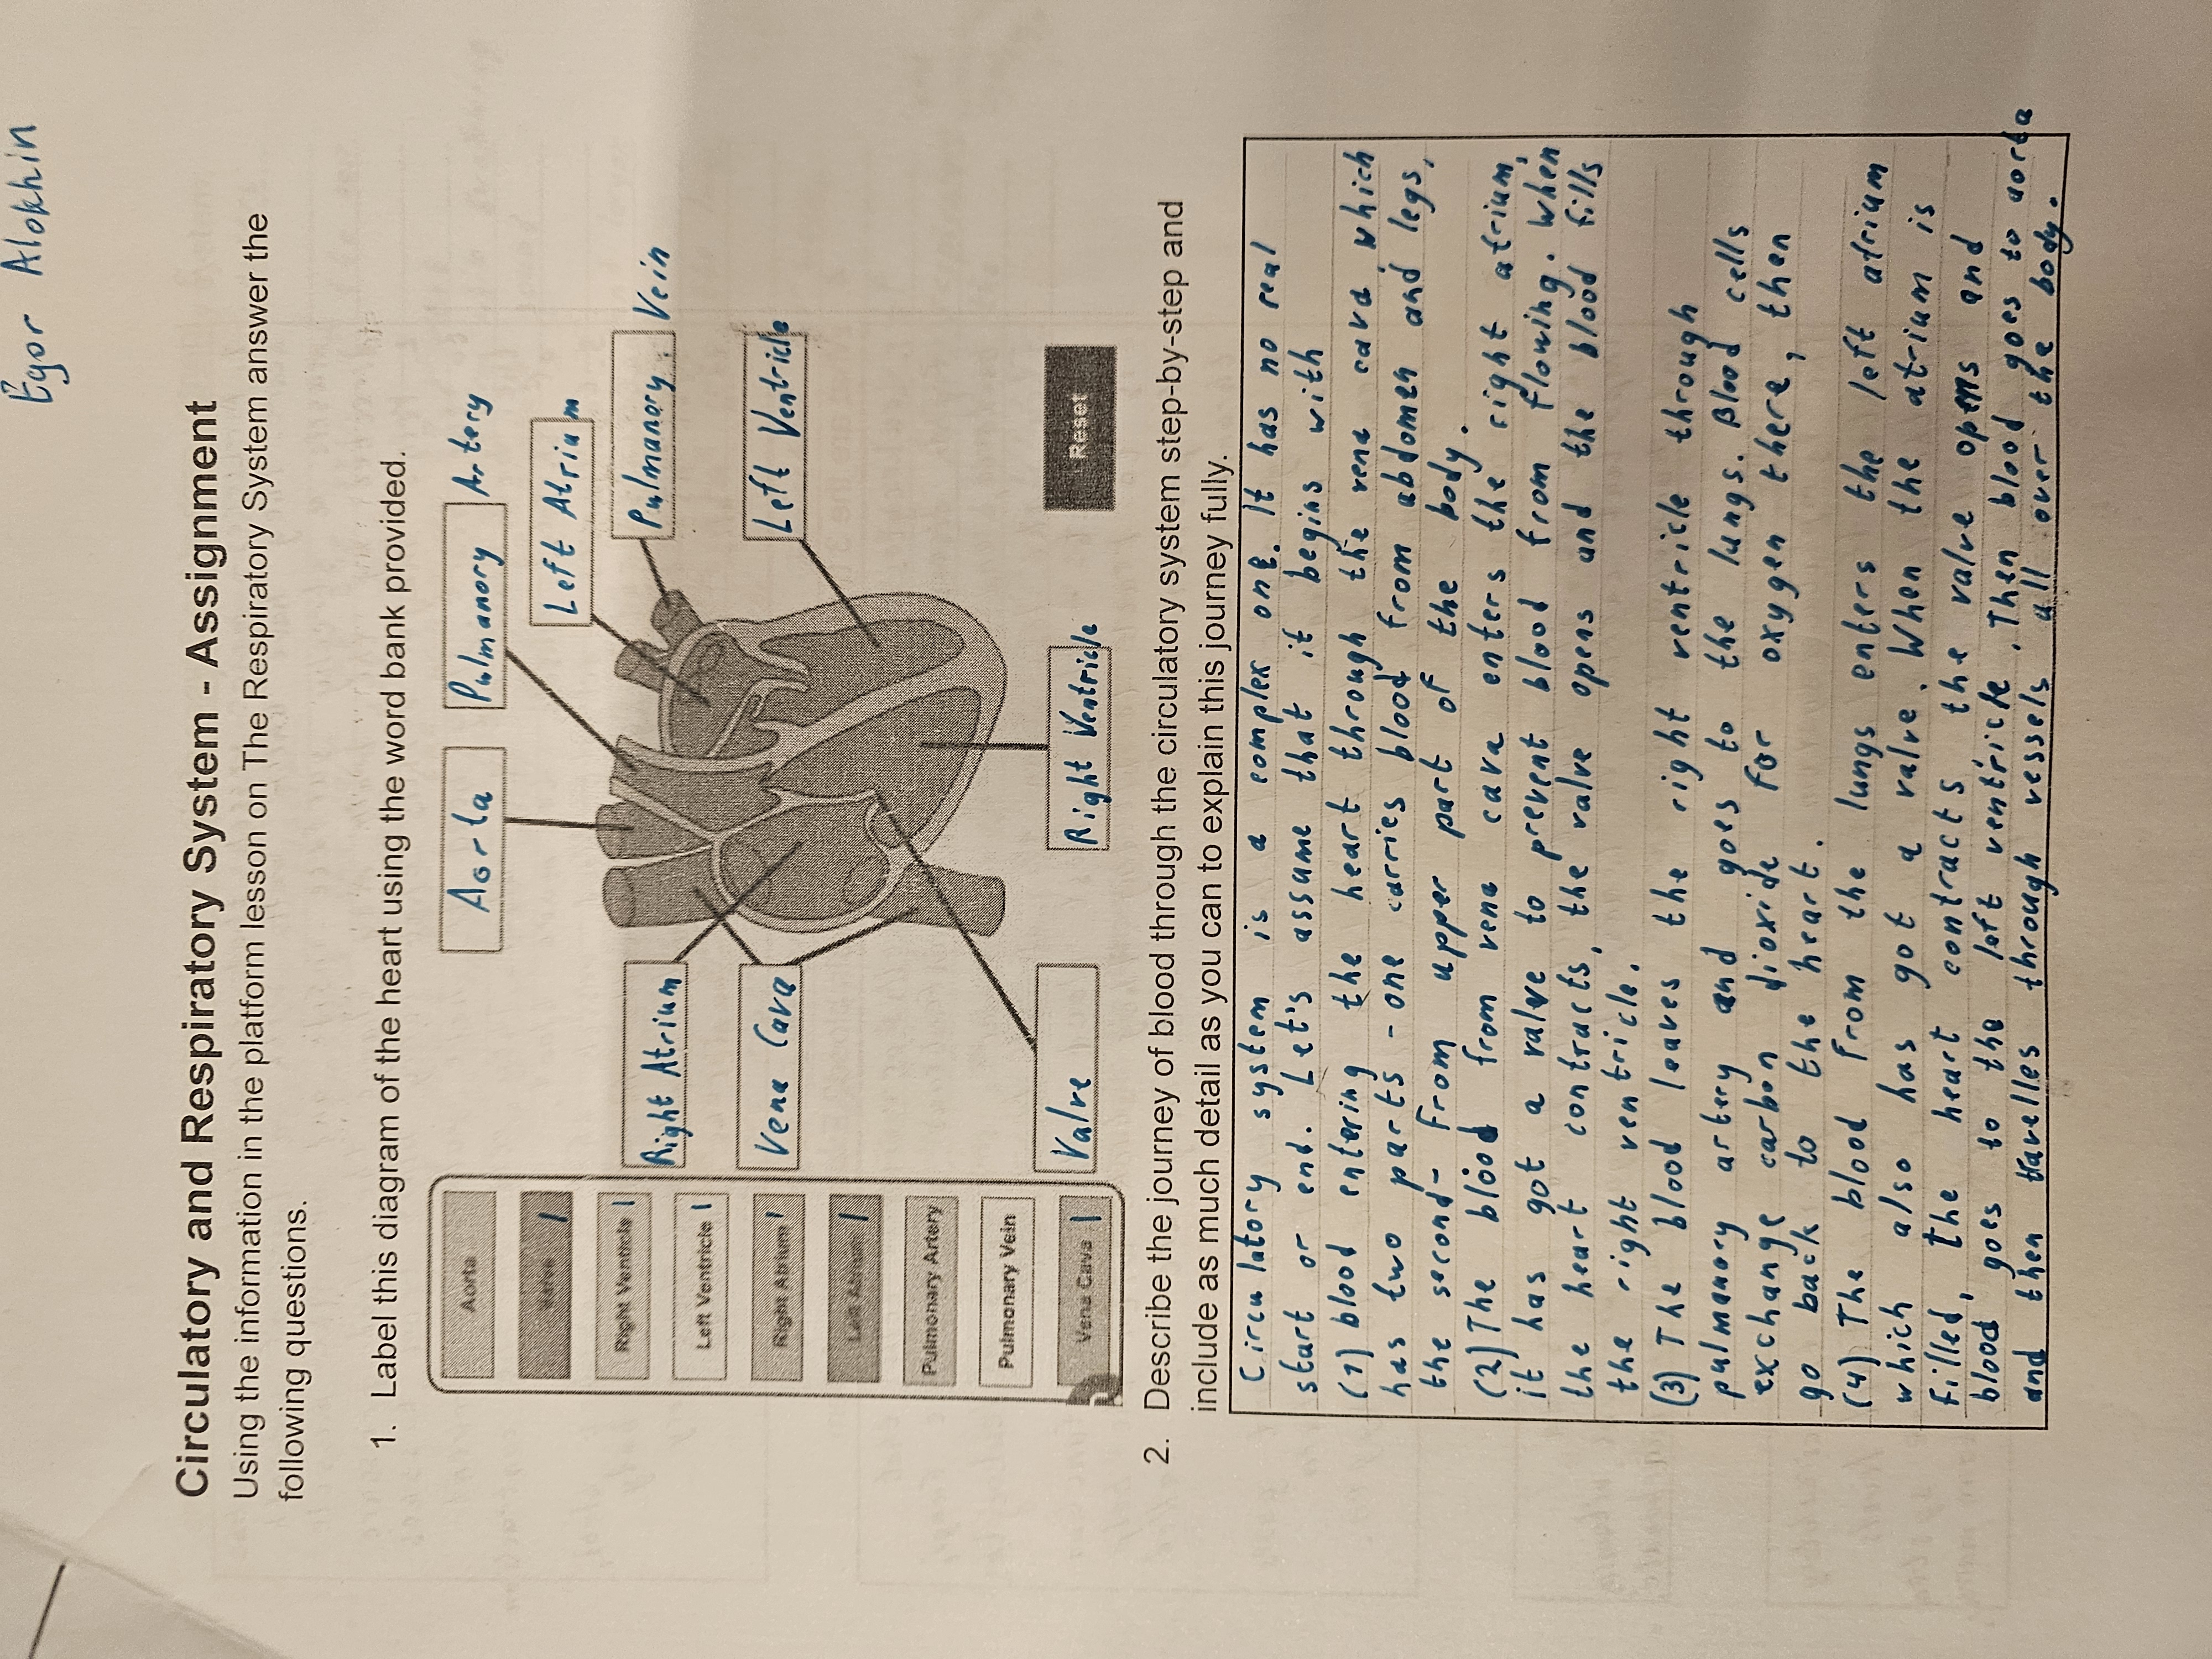 Egor Alokhin
Circulatory and Respiratory System - Assignment
Using the information in the platform lesson on The Respiratory System answer the
following questions.
1. Label this diagram of the heart using the word bank provided.
Aorta
Valve
Right Ventricle
Left Ventricle
Right Atrium
Left Atrium
Pulmonary Artery
Pulmonary Vein
Vena Cava
Aorta
Pulmanory Artery
Left Atrium
Right Atrium
Pulmanory Vein
Vena Cava
Left Ventricle
Valve
Right Ventricle
Reset
2. Describe the journey of blood through the circulatory system step-by-step and
include as much detail as you can to explain this journey fully.
Circulatory system is a complex one. It has no real
start or end. Let's assume that it begins with
(1) blood entering the heart through the vena cava, which
has two parts - one carries blood from abdomen and legs,
the second - from upper part of the body.
(2) The blood from vena cava enters the right atrium,
it has got a valve to prevent blood from flowing. When
the heart contracts, the valve opens and the blood fills
the right ventricle.
(3) The blood leaves the right ventricle through
pulmanory artery and goes to the lungs. Blood cells
exchange carbon dioxide for oxygen there, then
go back to the heart.
(4) The blood from the lungs enters the left atrium
which also has got a valve. When the atrium is
filled, the heart contracts, the valve opens and
blood goes to the left ventricle. Then blood goes to aorta
and then travelles through vessels all over the body.